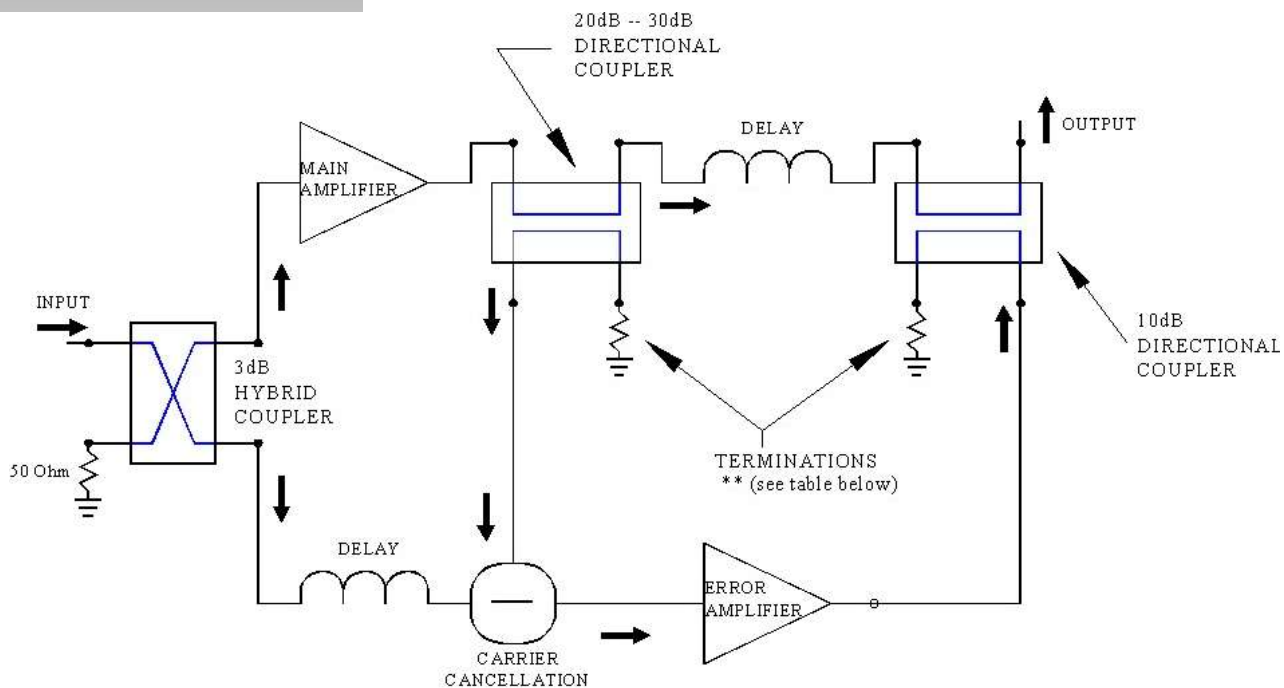 20dB -- 30dB
DIRECTIONAL
COUPLER
DELAY
OUTPUT
MAIN
AMPLIFIER
INPUT
3dB
HYBRID
COUPLER
10dB
DIRECTIONAL
COUPLER
50 Ohm
TERMINATIONS
** (see table below)
DELAY
ERROR
AMPLIFIER
CARRIER
CANCELLATION